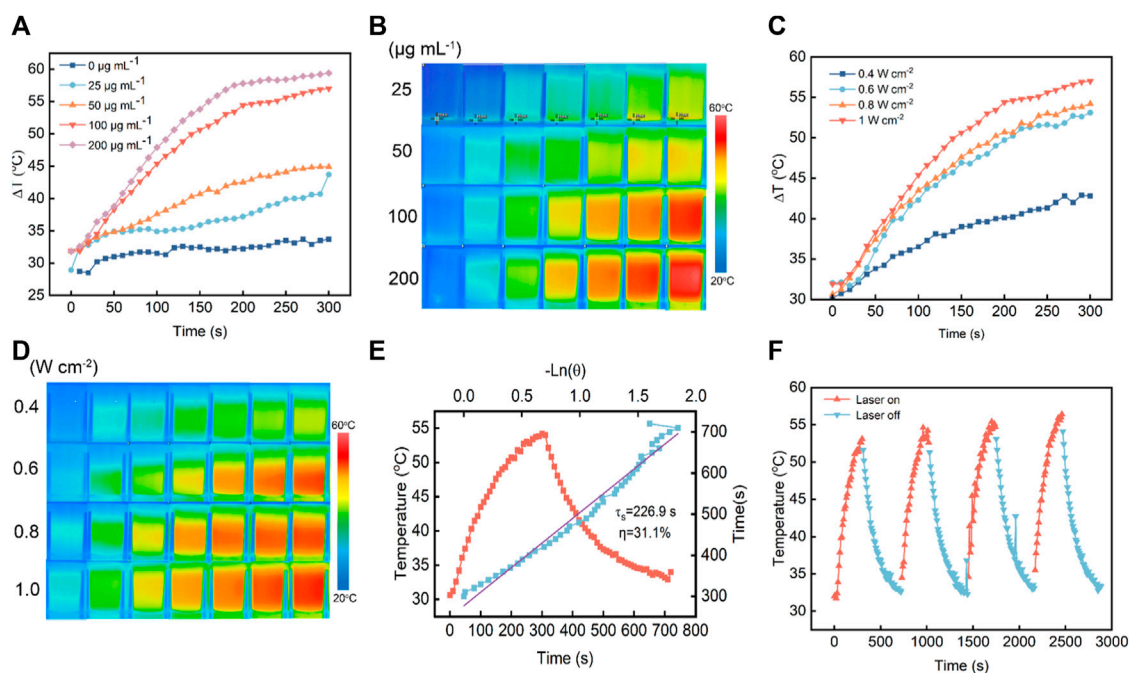 A
0 µg mL⁻¹
25 µg mL⁻¹
50 µg mL⁻¹
100 µg mL⁻¹
200 µg mL⁻¹
60
55
50
45
40
35
30
25
ΔT (°C)
0 50 100 150 200 250 300
Time (s)
B
(µg mL⁻¹)
25
50
100
200
60°C
20°C
C
0.4 W cm⁻²
0.6 W cm⁻²
0.8 W cm⁻²
1 W cm⁻²
60
55
50
45
40
35
30
ΔT (°C)
0 50 100 150 200 250 300
Time (s)
D
(W cm⁻²)
0.4
0.6
0.8
1.0
60°C
20°C
E
-Ln(θ)
0.0 0.5 1.0 1.5 2.0
55
50
45
40
35
30
Temperature (°C)
700
600
500
400
300
Time(s)
τs=226.9 s
η=31.1%
0 100 200 300 400 500 600 700 800
Time (s)
F
Laser on
Laser off
60
56
52
48
44
40
36
32
Temperature (°C)
0 500 1000 1500 2000 2500 3000
Time (s)